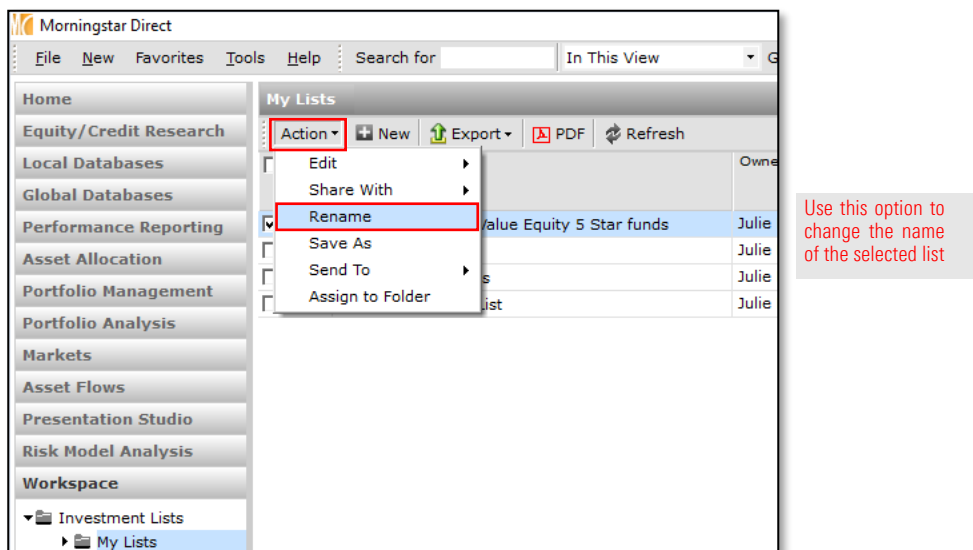 Morningstar Direct
File New Favorites Tools Help Search for In This View
Home
Equity/Credit Research
Local Databases
Global Databases
Performance Reporting
Asset Allocation
Portfolio Management
Portfolio Analysis
Markets
Asset Flows
Presentation Studio
Risk Model Analysis
Workspace
Investment Lists
My Lists
My Lists
Action New Export PDF Refresh
Edit
Share With
Rename
Save As
Send To
Assign to Folder
Owne
Value Equity 5 Star funds Julie
Julie
s Julie
ist Julie
Use this option to
change the name
of the selected list